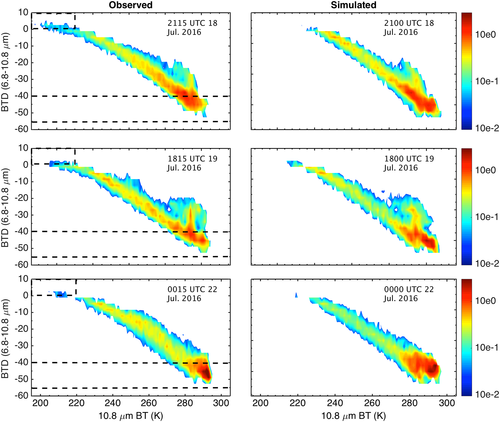 Observed
Simulated
BTD (6.8-10.8 μm)
10
0
-10
-20
-30
-40
-50
-60
2115 UTC 18
Jul. 2016
2100 UTC 18
Jul. 2016
10e0
10e-1
10e-2
BTD (6.8-10.8 μm)
10
0
-10
-20
-30
-40
-50
-60
1815 UTC 19
Jul. 2016
1800 UTC 19
Jul. 2016
10e0
10e-1
10e-2
BTD (6.8-10.8 μm)
10
0
-10
-20
-30
-40
-50
-60
0015 UTC 22
Jul. 2016
0000 UTC 22
Jul. 2016
10e0
10e-1
10e-2
200 220 240 260 280 300
200 220 240 260 280 300
10.8 μm BT (K)
10.8 μm BT (K)